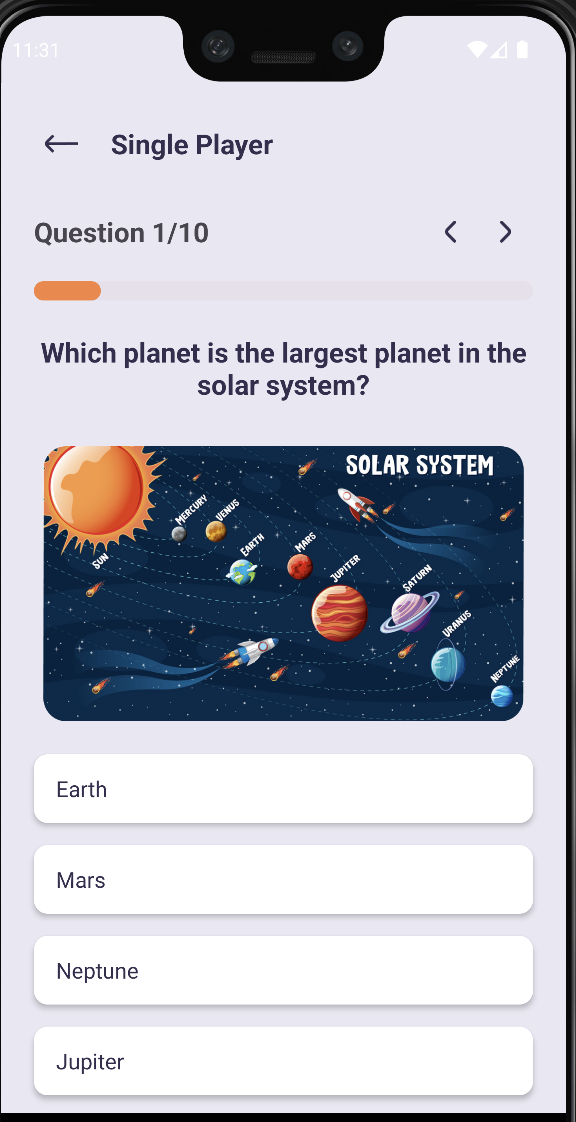 11:31
Single Player
Question 1/10
Which planet is the largest planet in the
solar system?
SOLAR SYSTEM
MERCURY
VENUS
SUN
EARTH
MARS
JUPITER
SATURN
URANUS
NEPTUNE
Earth
Mars
Neptune
Jupiter